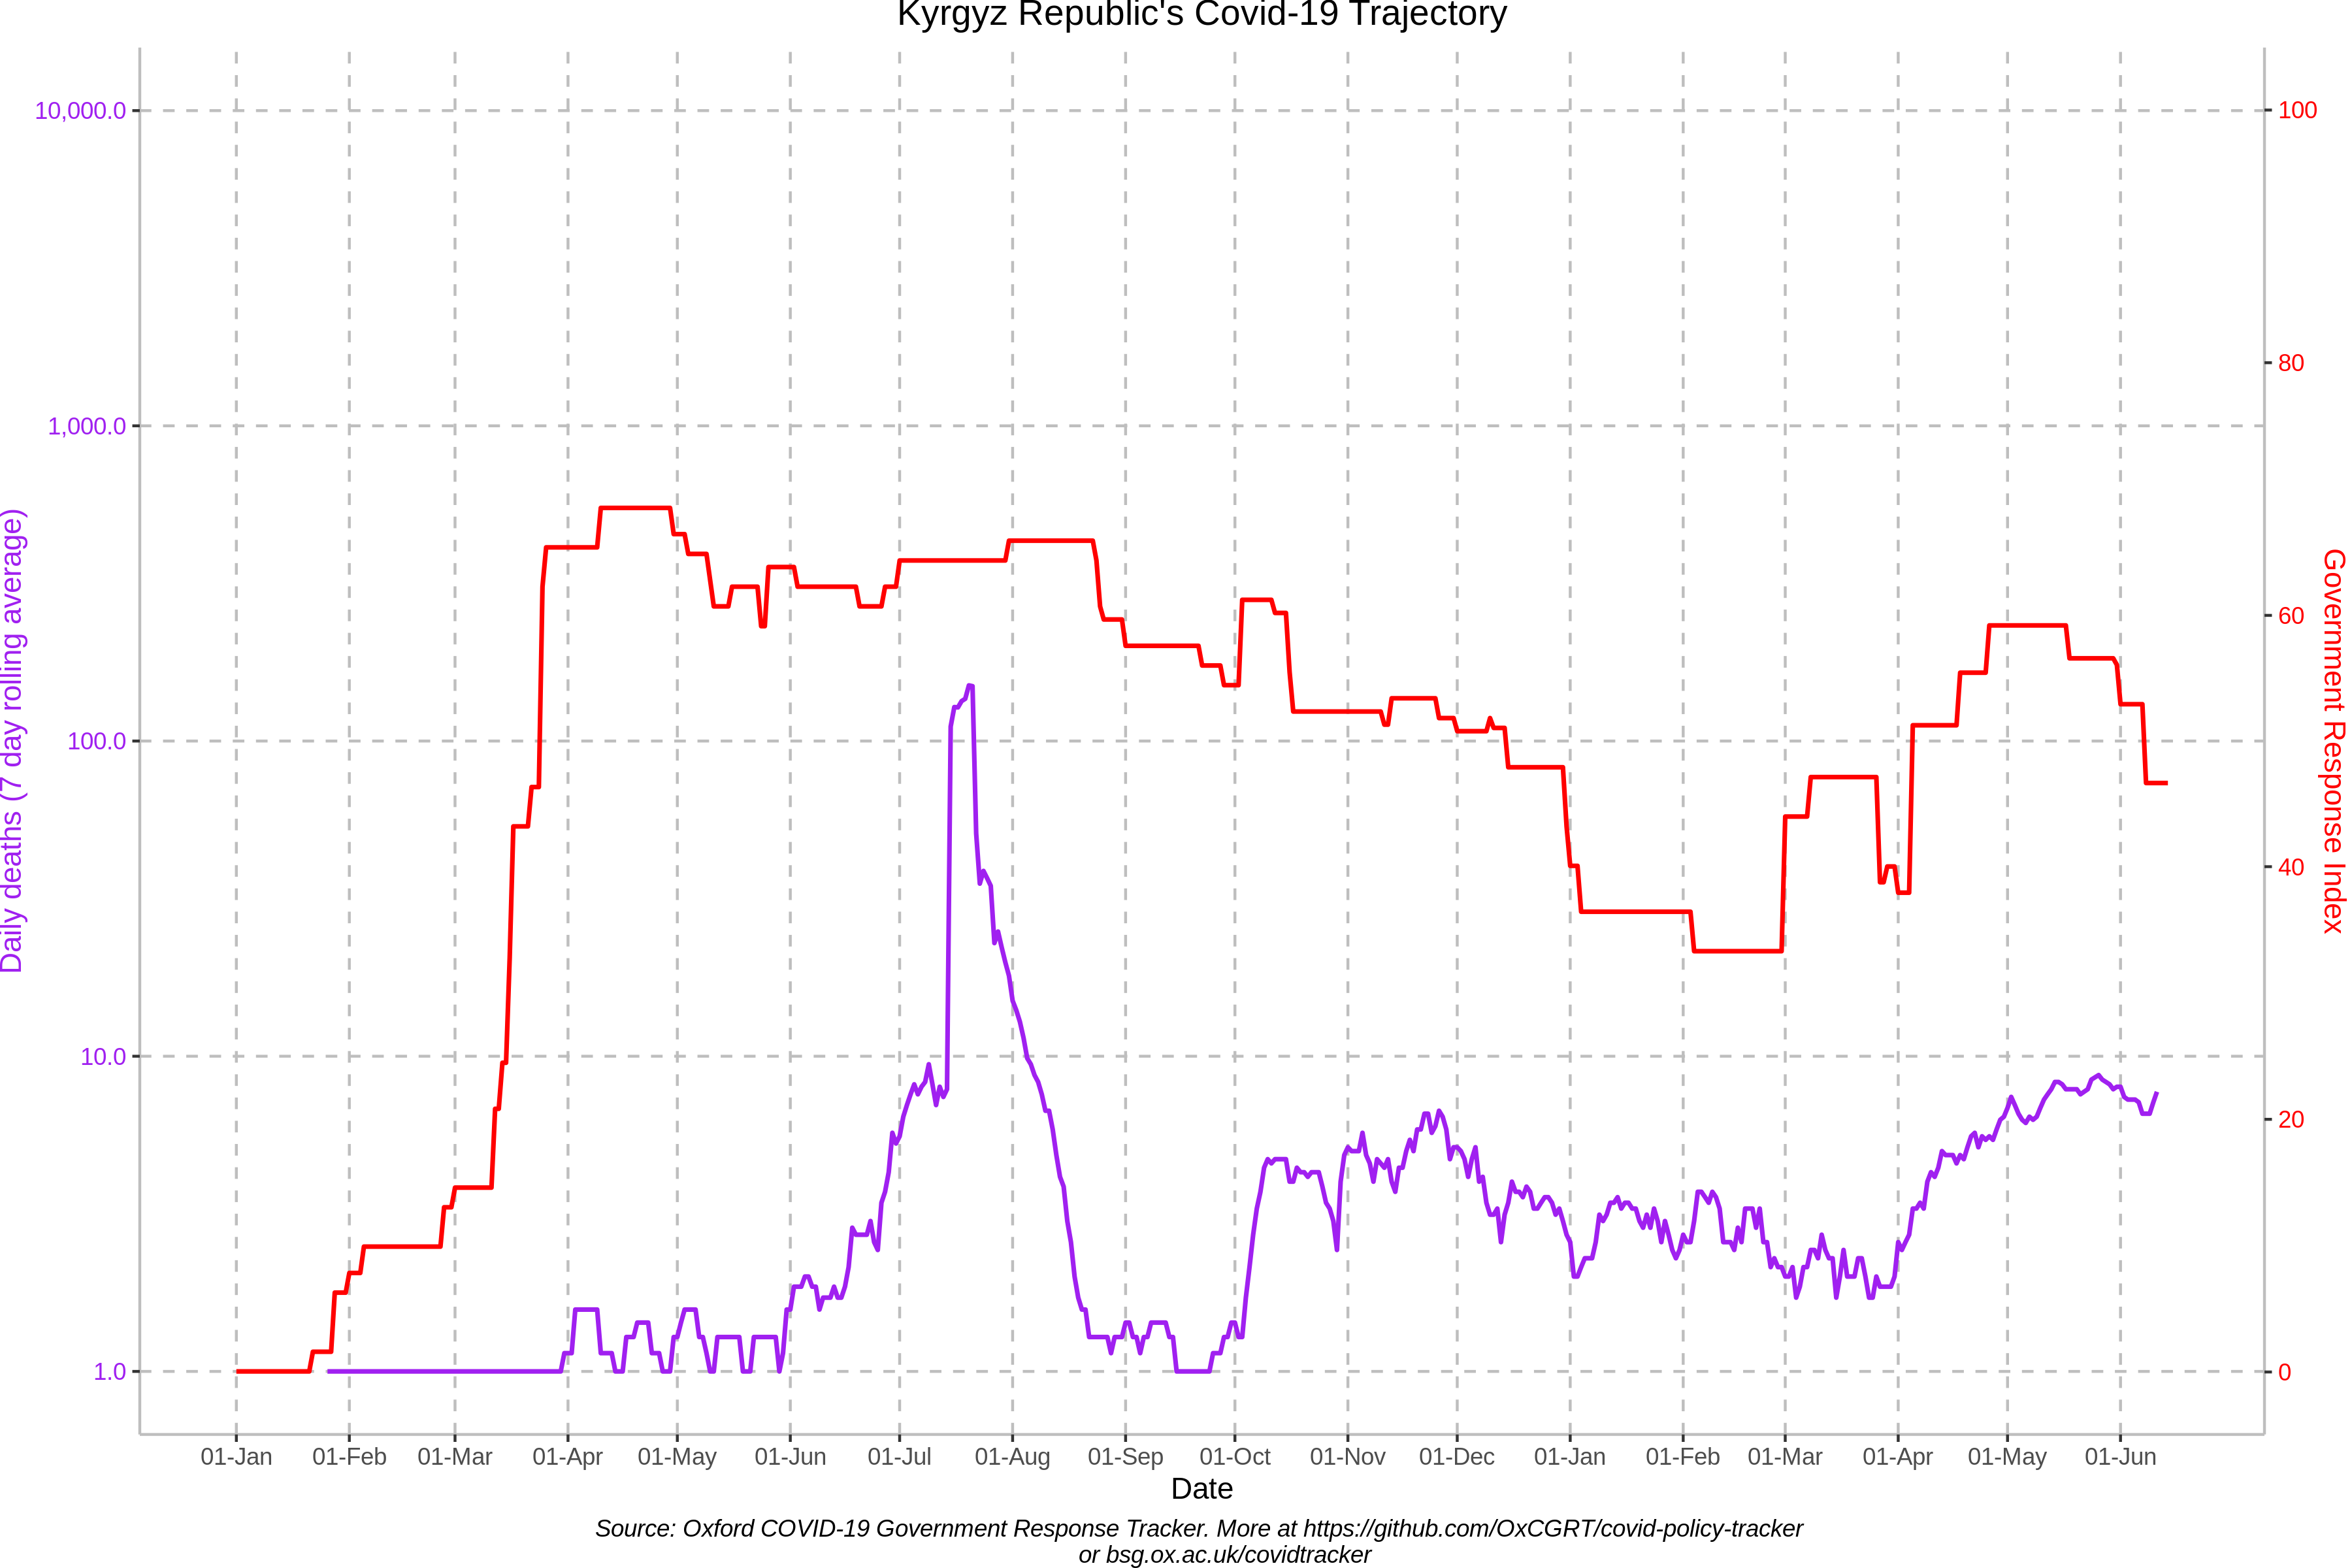 Kyrgyz Republic's Covid-19 Trajectory
10,000.0
1,000.0
100.0
10.0
1.0
Daily deaths (7 day rolling average)
100
80
60
40
20
0
Government Response Index
01-Jan 01-Feb 01-Mar 01-Apr 01-May 01-Jun 01-Jul 01-Aug 01-Sep 01-Oct 01-Nov 01-Dec 01-Jan 01-Feb 01-Mar 01-Apr 01-May 01-Jun
Date
Source: Oxford COVID-19 Government Response Tracker. More at https://github.com/OxCGRT/covid-policy-tracker
or bsg.ox.ac.uk/covidtracker